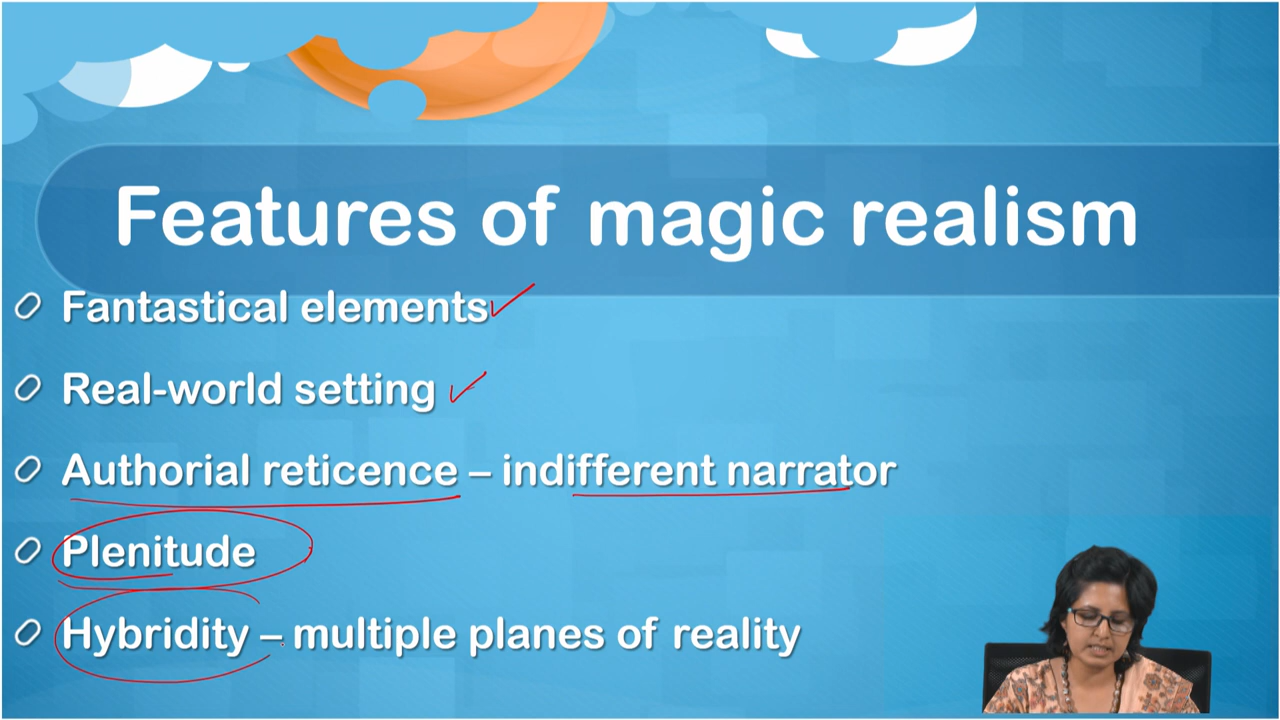 Features of magic realism
Fantastical elements
Real-world setting
Authorial reticence – indifferent narrator
Plenitude
Hybridity – multiple planes of reality